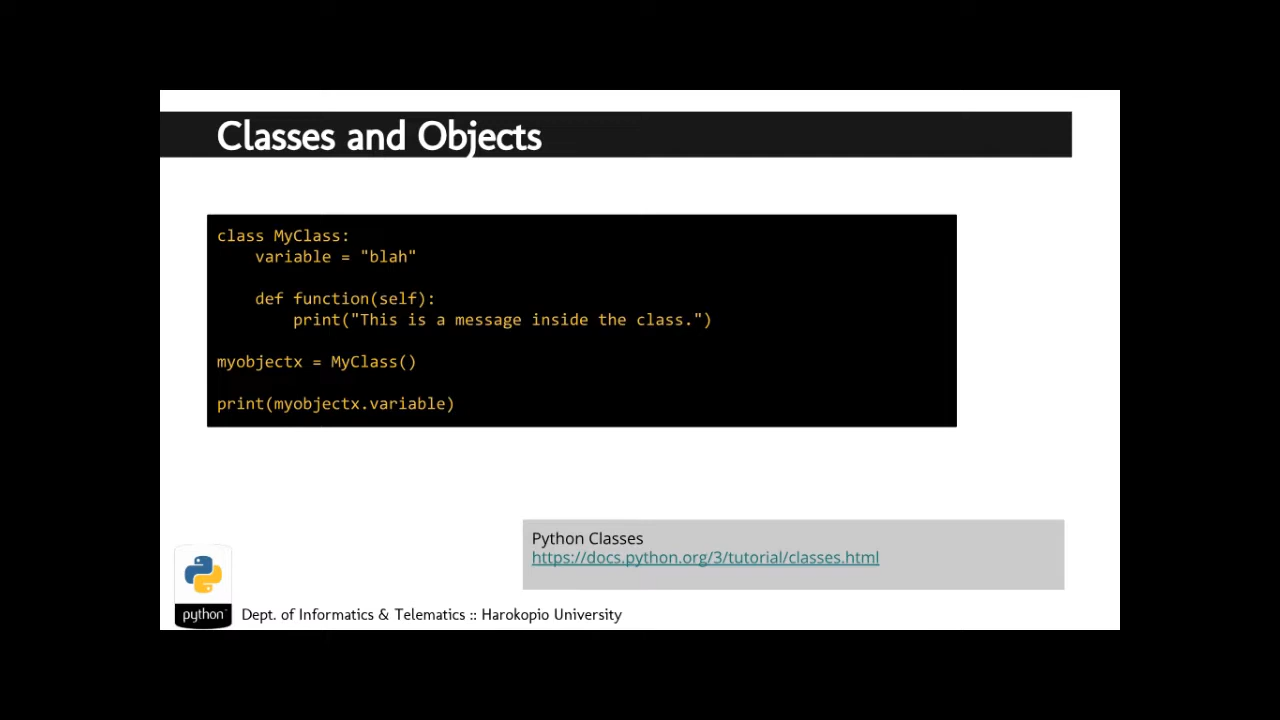 Classes and Objects
class MyClass:
    variable = "blah"
    def function(self):
        print("This is a message inside the class.")
myobjectx = MyClass()
print(myobjectx.variable)
Python Classes
https://docs.python.org/3/tutorial/classes.html
python
Dept. of Informatics & Telematics :: Harokopio University